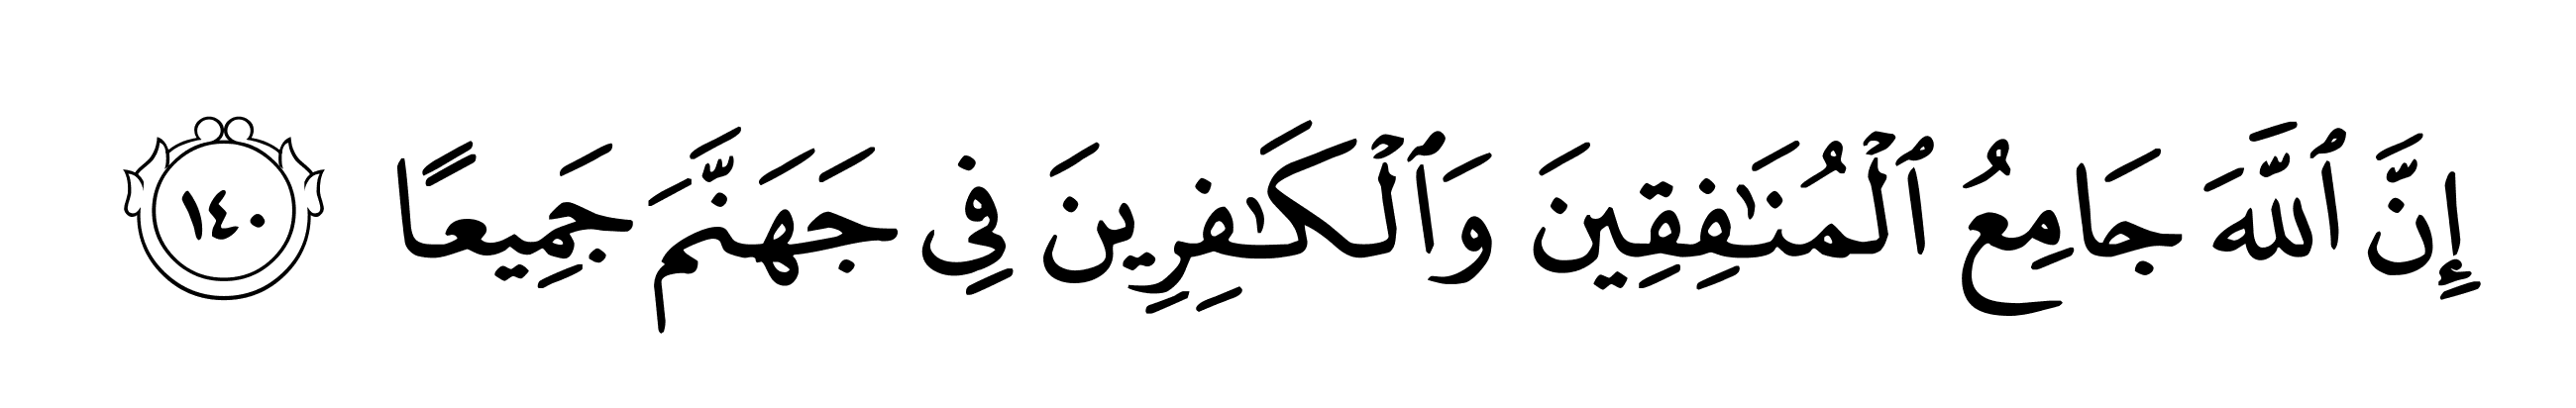 إِنَّ ٱللَّهَ جَامِعُ ٱلۡمُنَٰفِقِينَ وَٱلۡكَٰفِرِينَ فِي جَهَنَّمَ جَمِيعًا ١٤٠